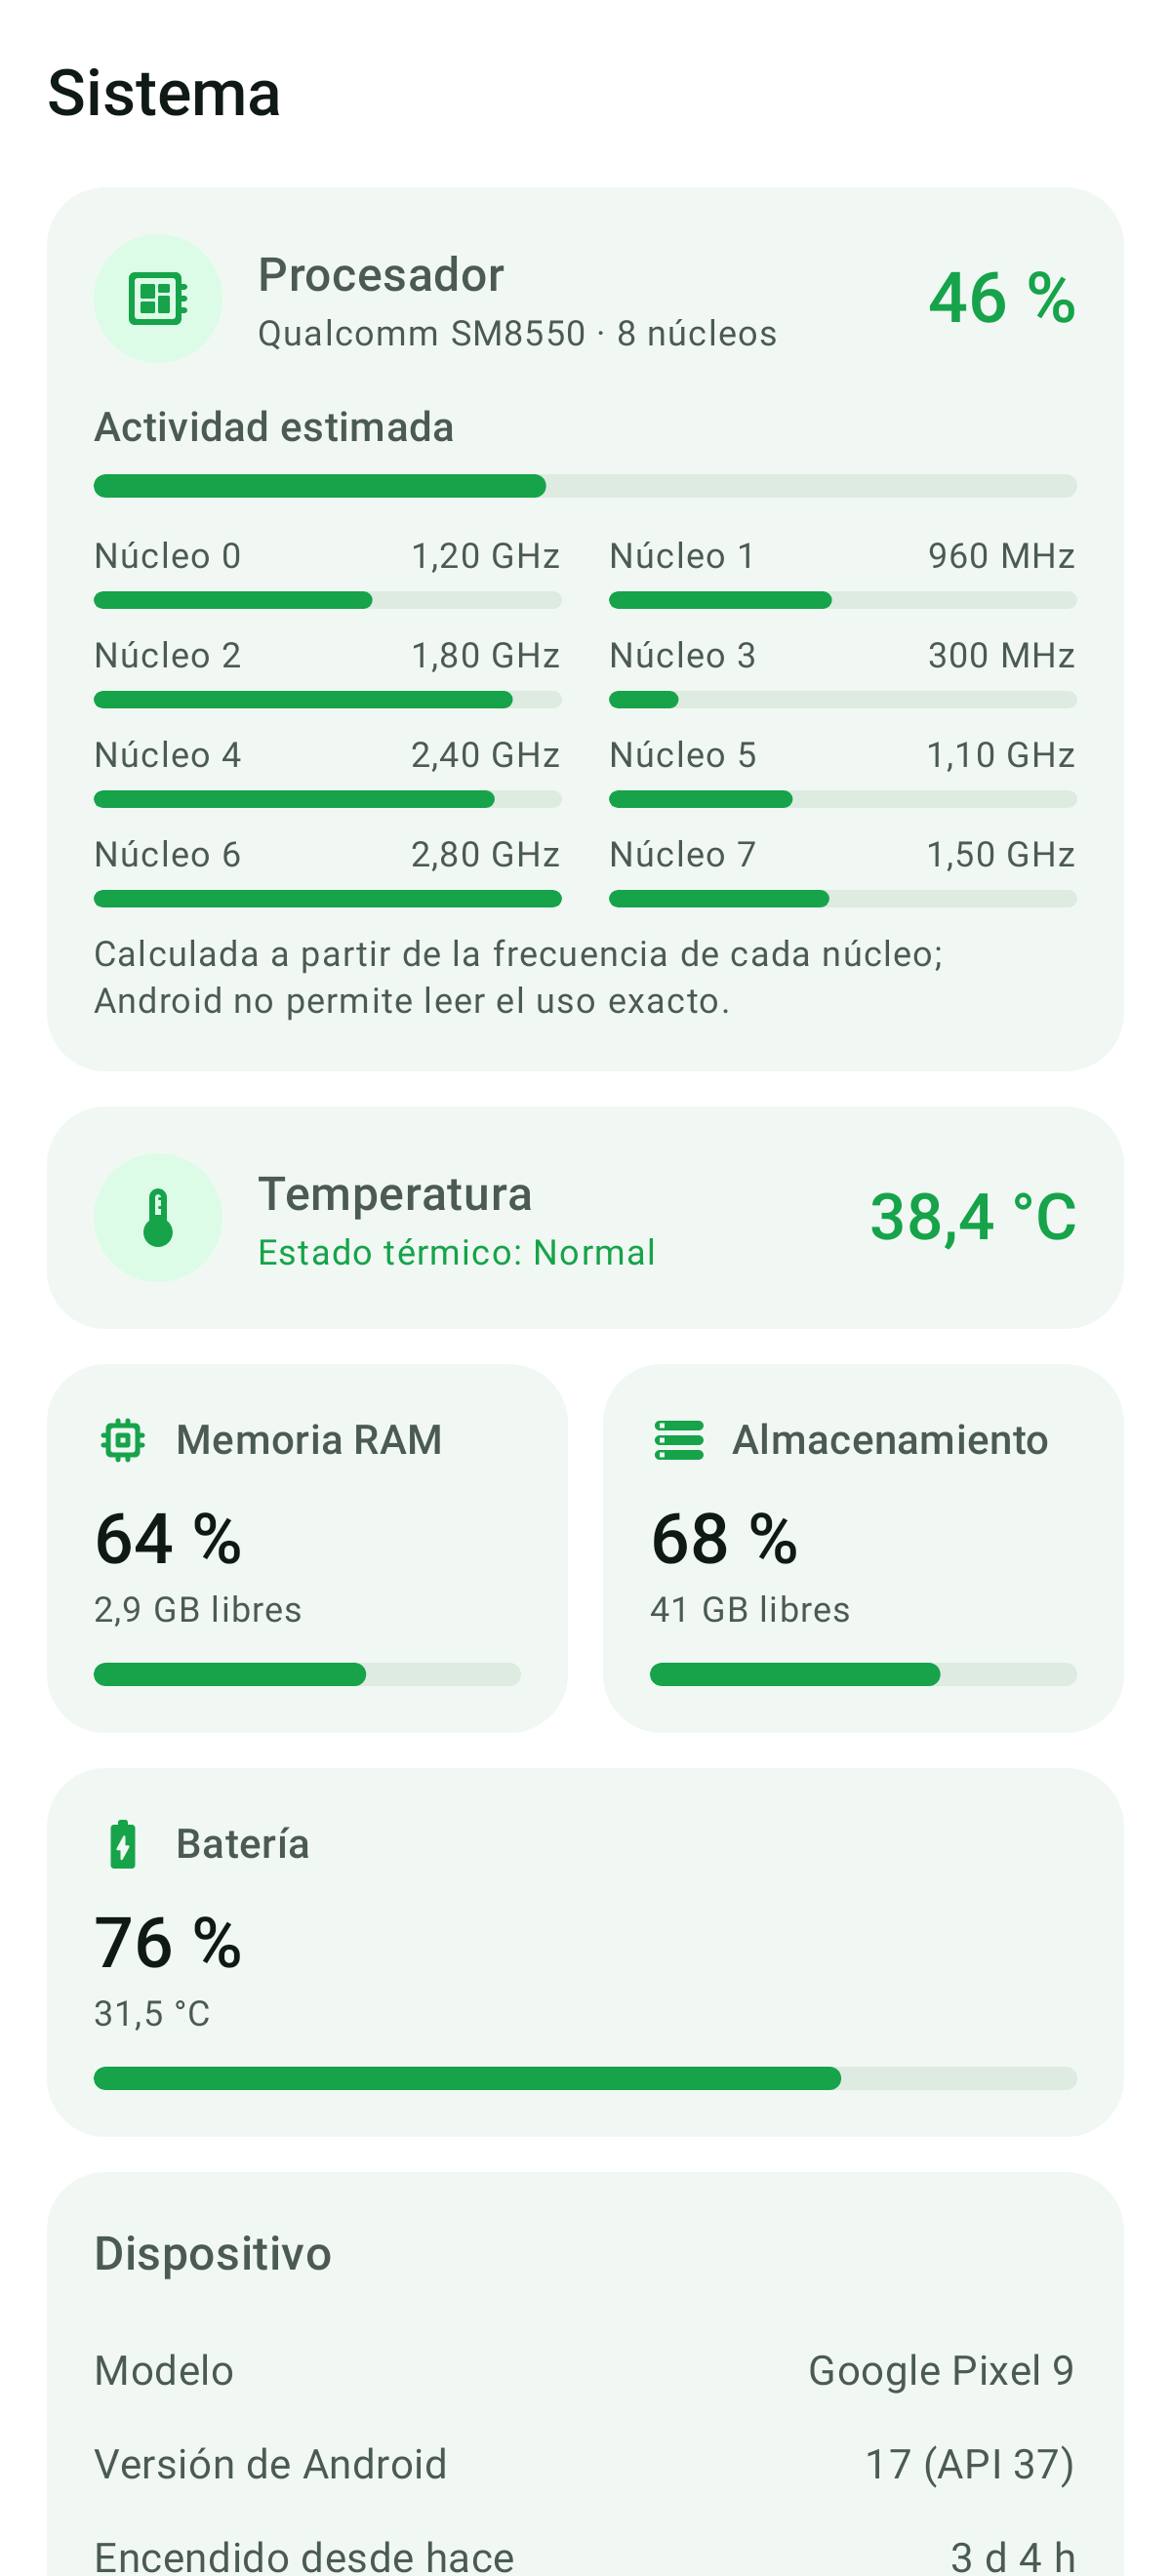 Sistema
Procesador
46 %
Qualcomm SM8550 · 8 núcleos
Actividad estimada
Núcleo 0 1,20 GHz Núcleo 1 960 MHz
Núcleo 2 1,80 GHz Núcleo 3 300 MHz
Núcleo 4 2,40 GHz Núcleo 5 1,10 GHz
Núcleo 6 2,80 GHz Núcleo 7 1,50 GHz
Calculada a partir de la frecuencia de cada núcleo;
Android no permite leer el uso exacto.
Temperatura
38,4 °C
Estado térmico: Normal
Memoria RAM
64 %
2,9 GB libres
Almacenamiento
68 %
41 GB libres
Batería
76 %
31,5 °C
Dispositivo
Modelo Google Pixel 9
Versión de Android 17 (API 37)
Encendido desde hace 3 d 4 h